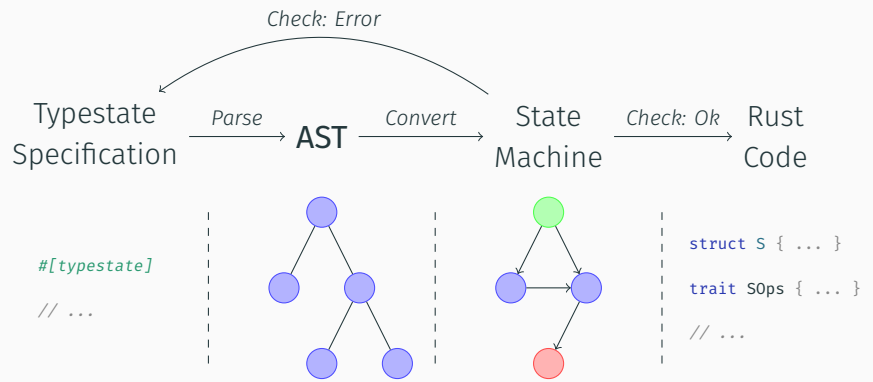 Check: Error
Typestate
Specification
Parse
AST
Convert
State
Machine
Check: Ok
Rust
Code
#[typestate]
// ...
struct S { ... }
trait SOps { ... }
// ...